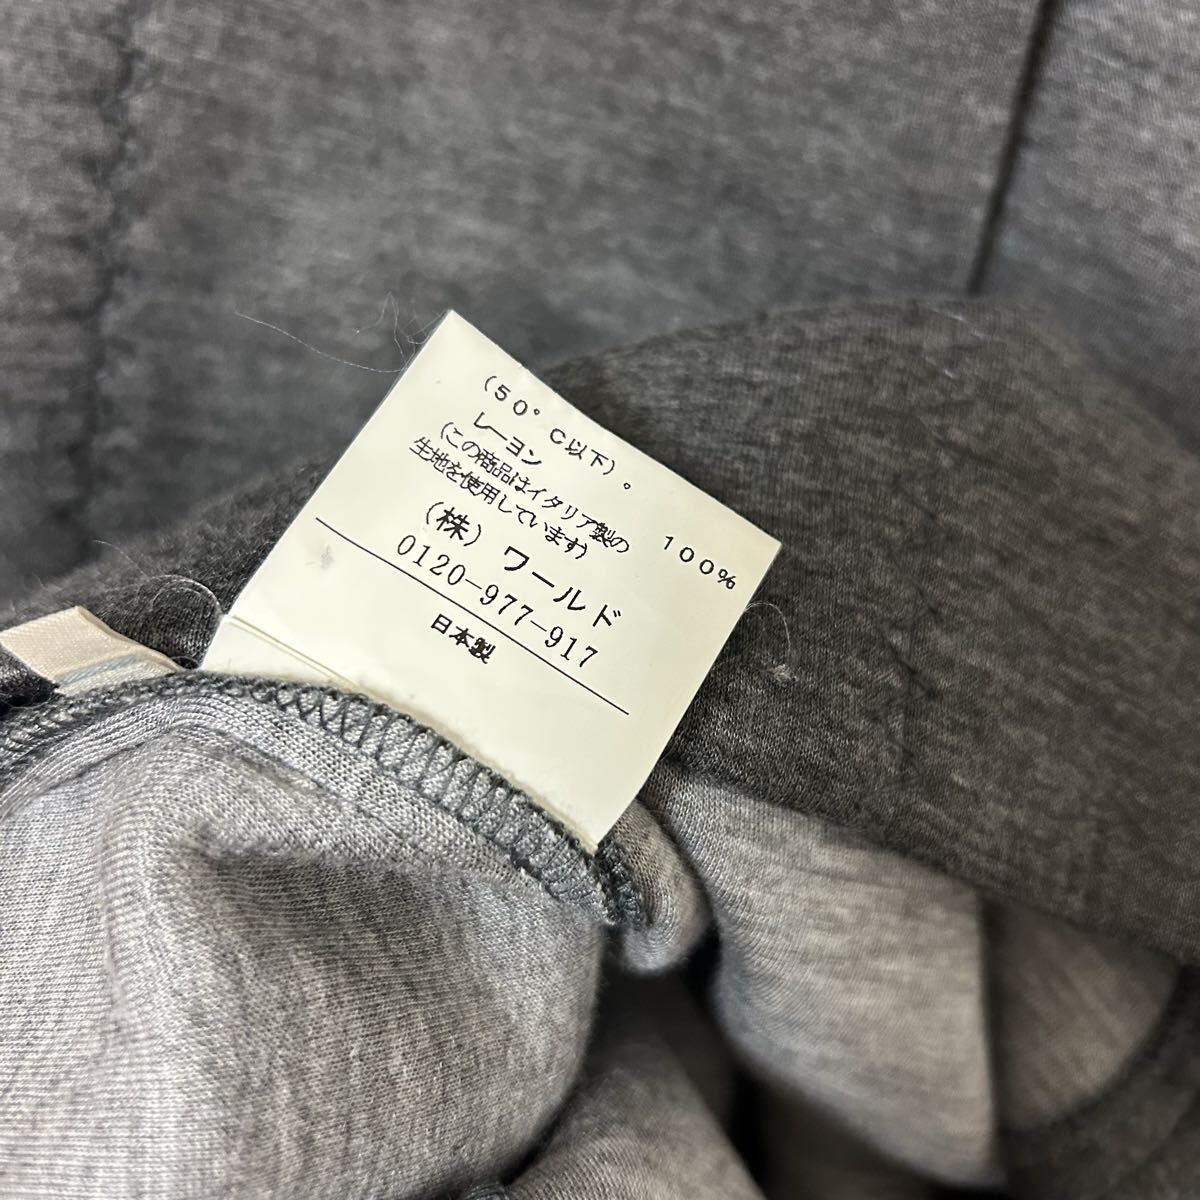 (50°C以下)。
レーヨン 100%
(この商品はイタリア製の
生地を使用しています)
(株)ワールド
0120-977-917
日本製